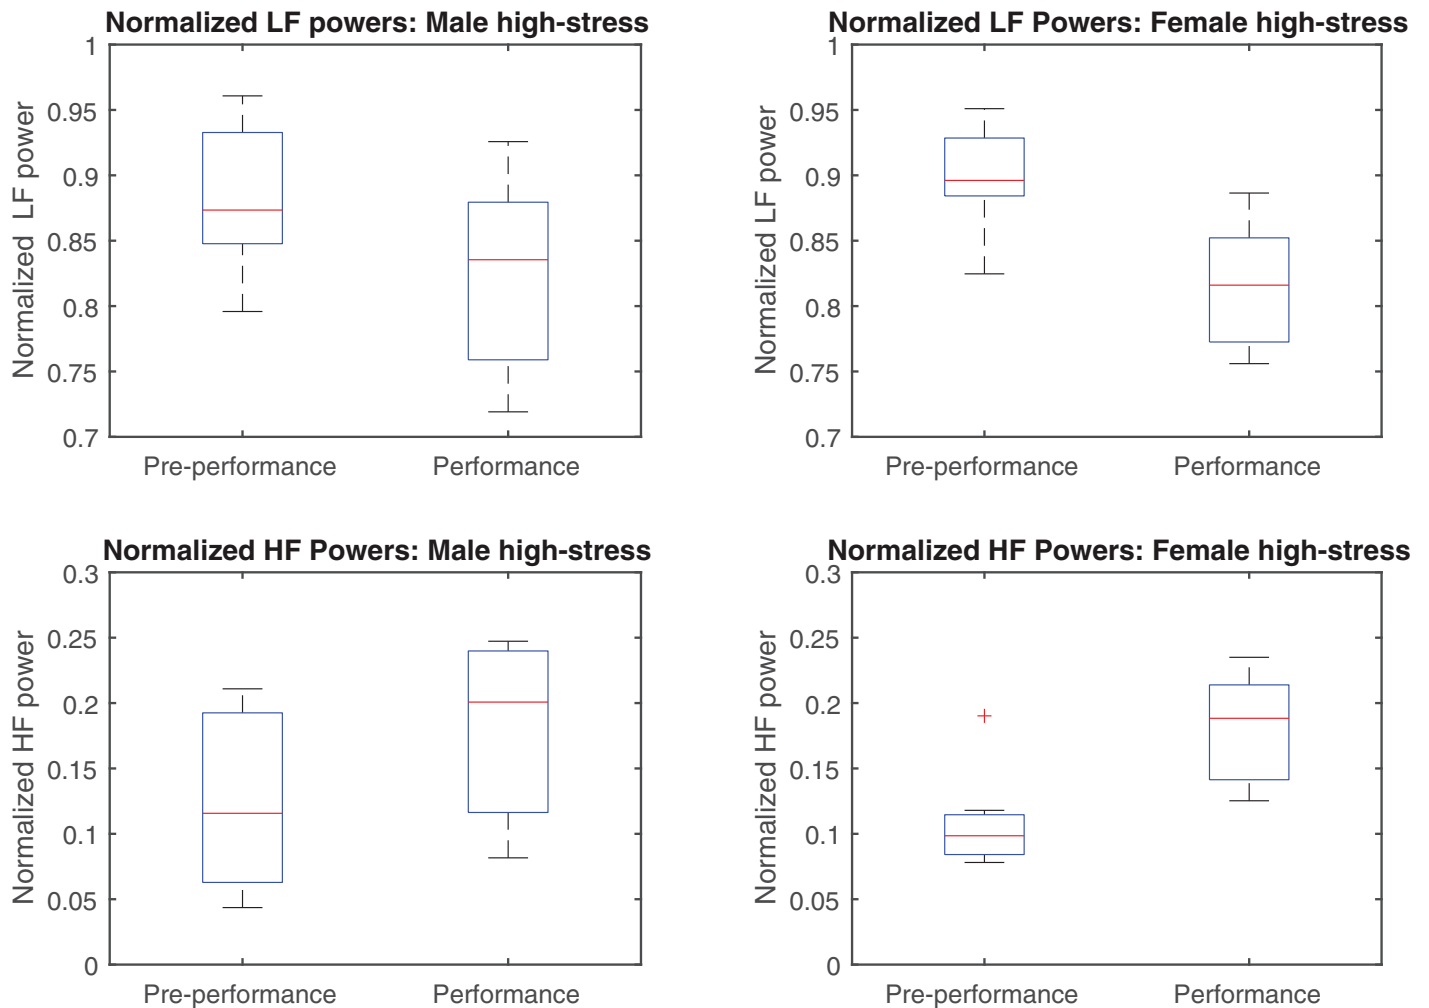 Normalized LF powers: Male high-stress
Normalized LF power
1
0.95
0.9
0.85
0.8
0.75
0.7
Pre-performance
Performance
Normalized LF Powers: Female high-stress
Normalized LF power
1
0.95
0.9
0.85
0.8
0.75
0.7
Pre-performance
Performance
Normalized HF Powers: Male high-stress
Normalized HF power
0.3
0.25
0.2
0.15
0.1
0.05
0
Pre-performance
Performance
Normalized HF Powers: Female high-stress
Normalized HF power
0.3
0.25
0.2
0.15
0.1
0.05
0
Pre-performance
Performance